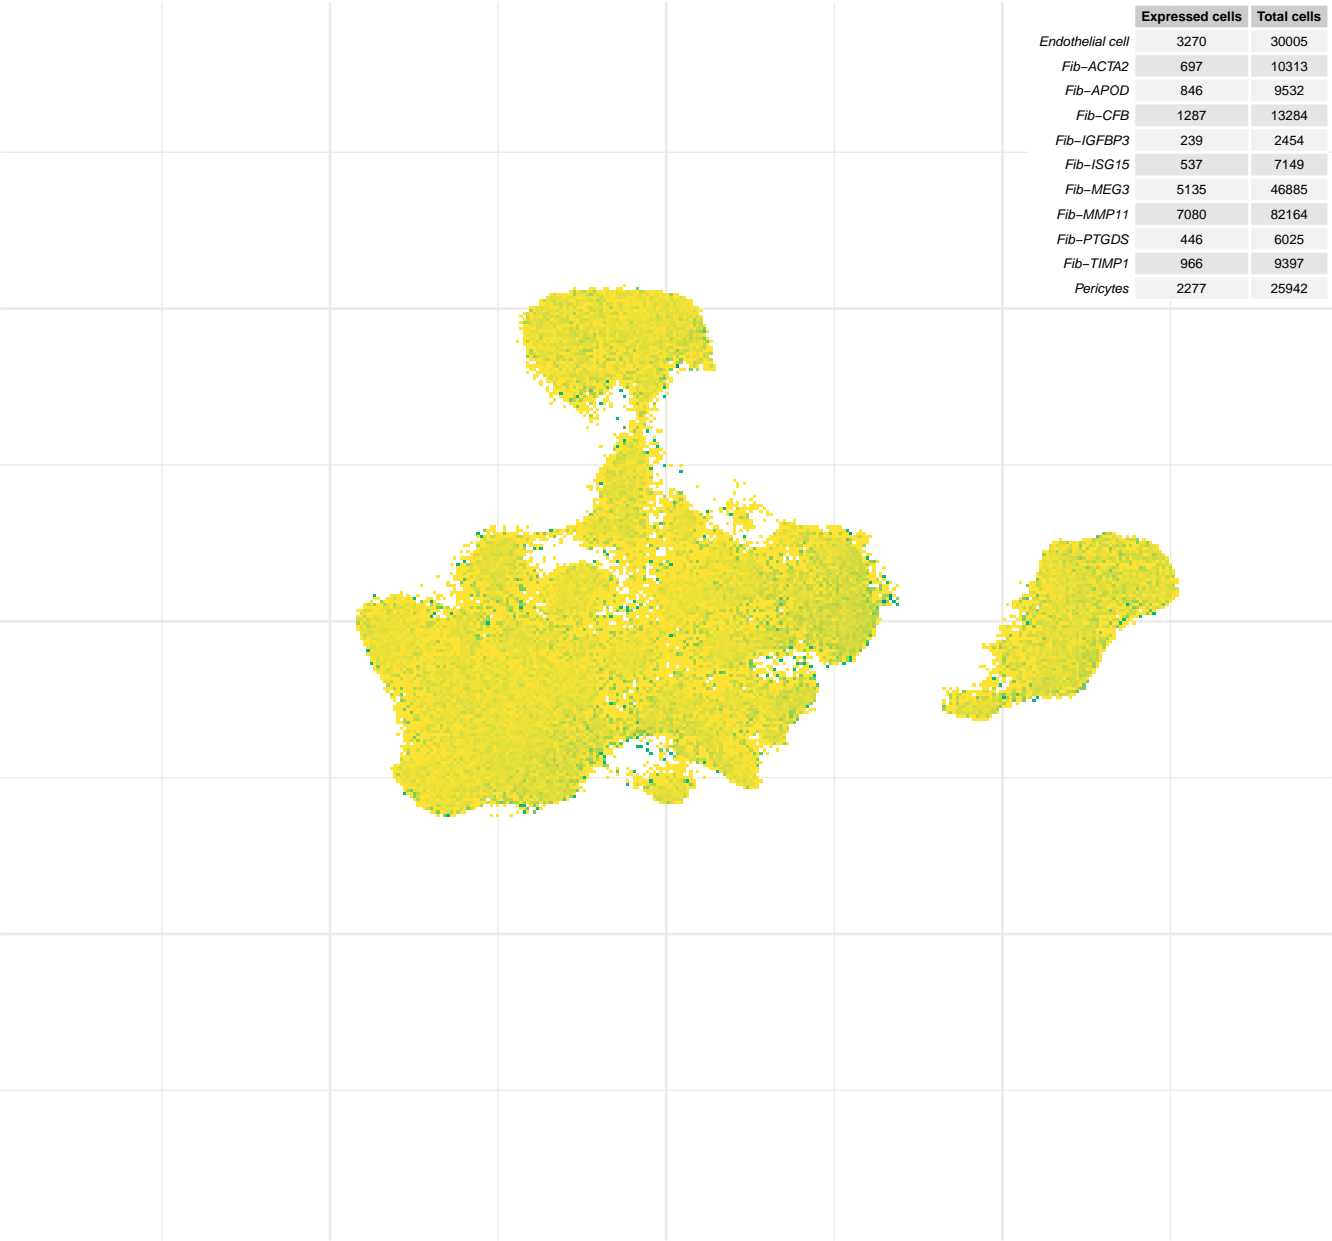 Expressed cells Total cells
Endothelial cell 3270 30005
Fib−ACTA2 697 10313
Fib−APOD 846 9532
Fib−CFB 1287 13284
Fib−IGFBP3 239 2454
Fib−ISG15 537 7149
Fib−MEG3 5135 46885
Fib−MMP11 7080 82164
Fib−PTGDS 446 6025
Fib−TIMP1 966 9397
Pericytes 2277 25942